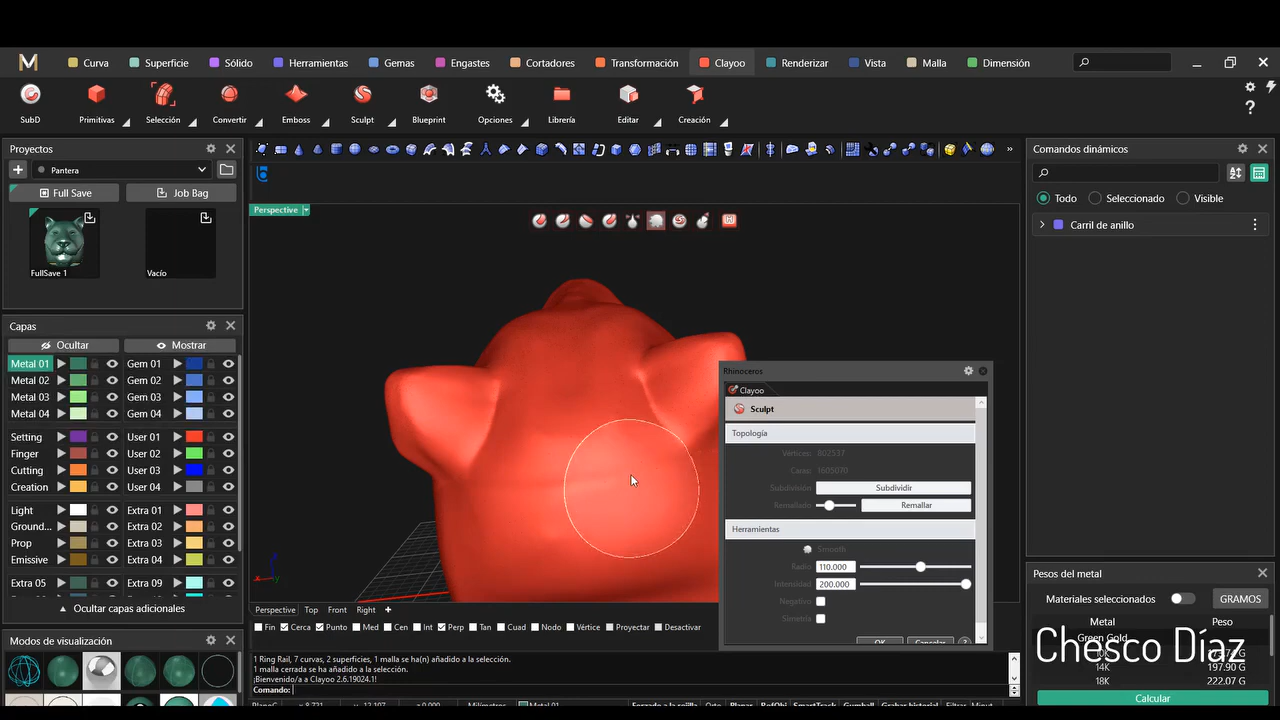 M Curva Superficie Sólido Herramientas Gemas Engastes Cortadores Transformación Clayoo Renderizar Vista Malla Dimensión
SubD Primitivas Selección Convertir Emboss Sculpt Blueprint Opciones Librería Editar Creación
?
Proyectos
Pantera
Full Save Job Bag
FullSave 1 Vacío
Capas
Ocultar Mostrar
Metal 01 Gem 01
Metal 02 Gem 02
Gem 03
Metal 04 Gem 04
Setting User 01
User 02
Cutting User 03
Creation User 04
Light Extra 01
Ground... Extra 02
Prop Extra 03
Emissive Extra 04
Extra 05 Extra 09
Ocultar capas adicionales
Modos de visualización
Perspective
Rhinoceros
Clayoo
Sculpt
Topología
Vértices: 802537
Caras: 1605070
Subdivisión Subdividir
Remallado Remallar
Herramientas
Smooth
Radio 110.000
Intensidad 200.000
Negativo
Simetría
OK Cancelar
Perspective Top Front Right
Fin Cerca Punto Med Cen Int Perp Tan Cuad Nodo Vértice Proyectar Desactivar
1 Ring Rail, 7 curvas, 2 superficies, 1 malla se ha(n) añadido a la selección.
1 malla cerrada se ha añadido a la selección.
¡Bienvenido/a a Clayoo 2.6.19024.1!
Comando:
Comandos dinámicos
Todo Seleccionado Visible
Carril de anillo
Pesos del metal
Materiales seleccionados GRAMOS
Metal Peso
Green Gold
14K 197.90 G
18K 222.07 G
Calcular
Chesco Díaz